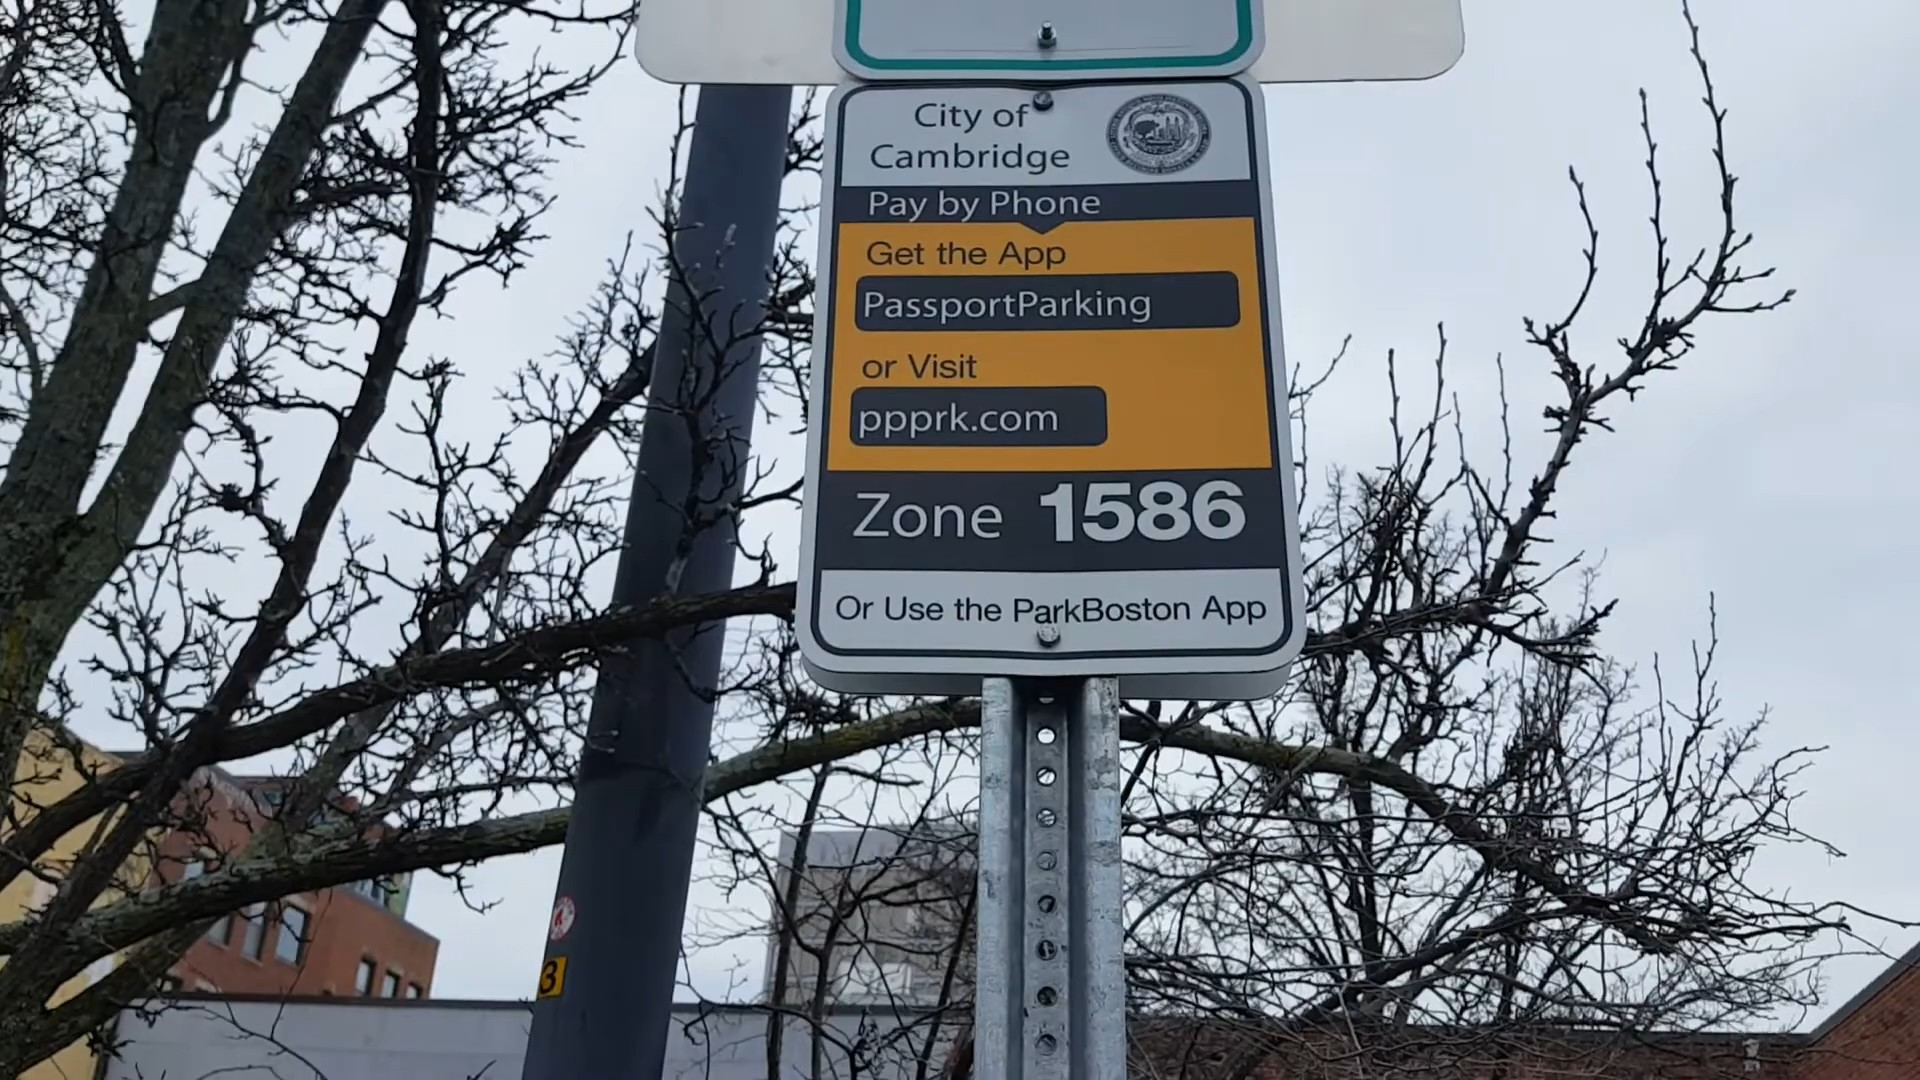 City of
Cambridge
Pay by Phone
Get the App
PassportParking
or Visit
ppprk.com
Zone 1586
Or Use the ParkBoston App
3